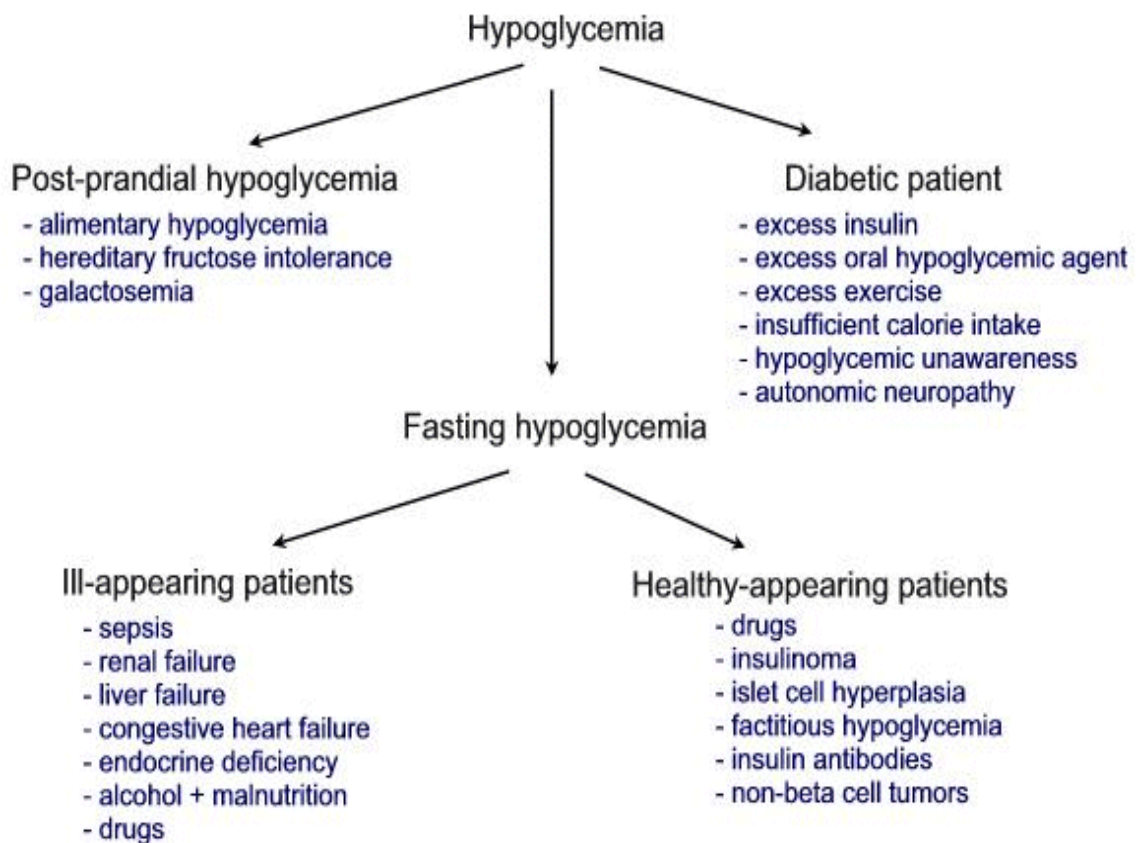 Hypoglycemia
Post-prandial hypoglycemia
- alimentary hypoglycemia
- hereditary fructose intolerance
- galactosemia
Diabetic patient
- excess insulin
- excess oral hypoglycemic agent
- excess exercise
- insufficient calorie intake
- hypoglycemic unawareness
- autonomic neuropathy
Fasting hypoglycemia
Ill-appearing patients
- sepsis
- renal failure
- liver failure
- congestive heart failure
- endocrine deficiency
- alcohol + malnutrition
- drugs
Healthy-appearing patients
- drugs
- insulinoma
- islet cell hyperplasia
- factitious hypoglycemia
- insulin antibodies
- non-beta cell tumors